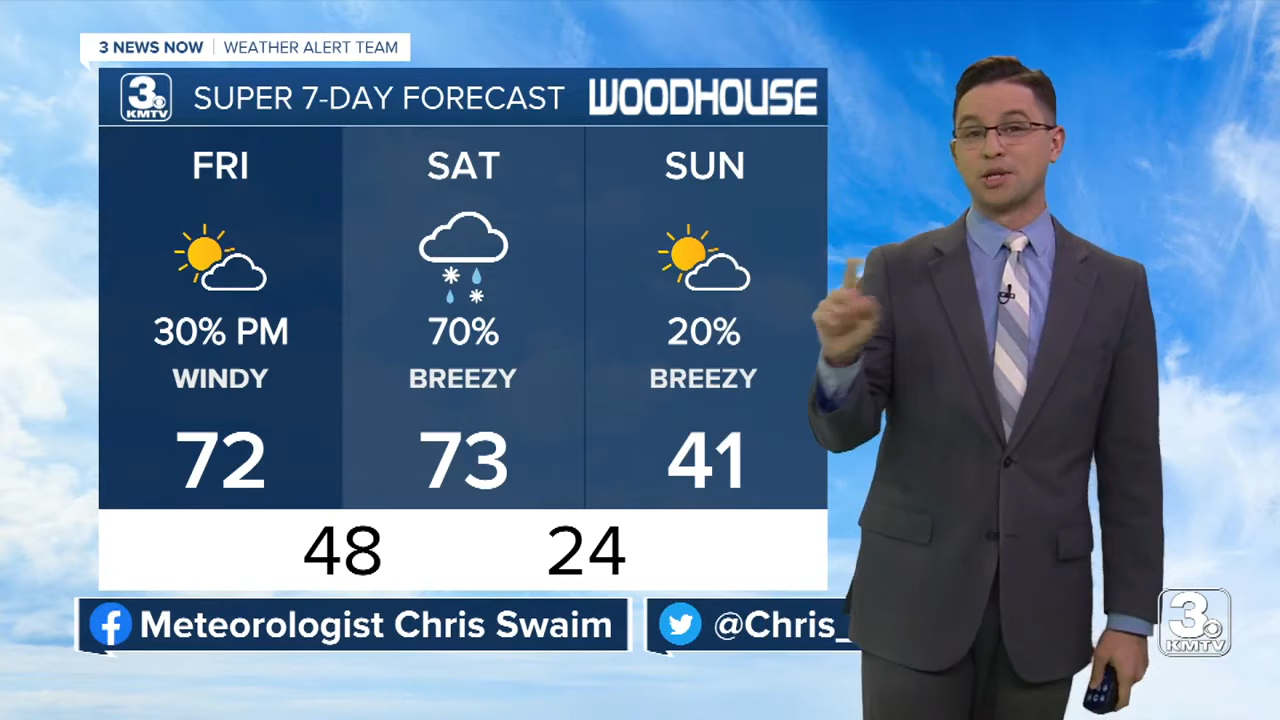 3 NEWS NOW | WEATHER ALERT TEAM
3 KMTV SUPER 7-DAY FORECAST WOODHOUSE
FRI SAT SUN
30% PM 70% 20%
WINDY BREEZY BREEZY
72 73 41
48 24
Meteorologist Chris Swaim @Chris_
3 KMTV